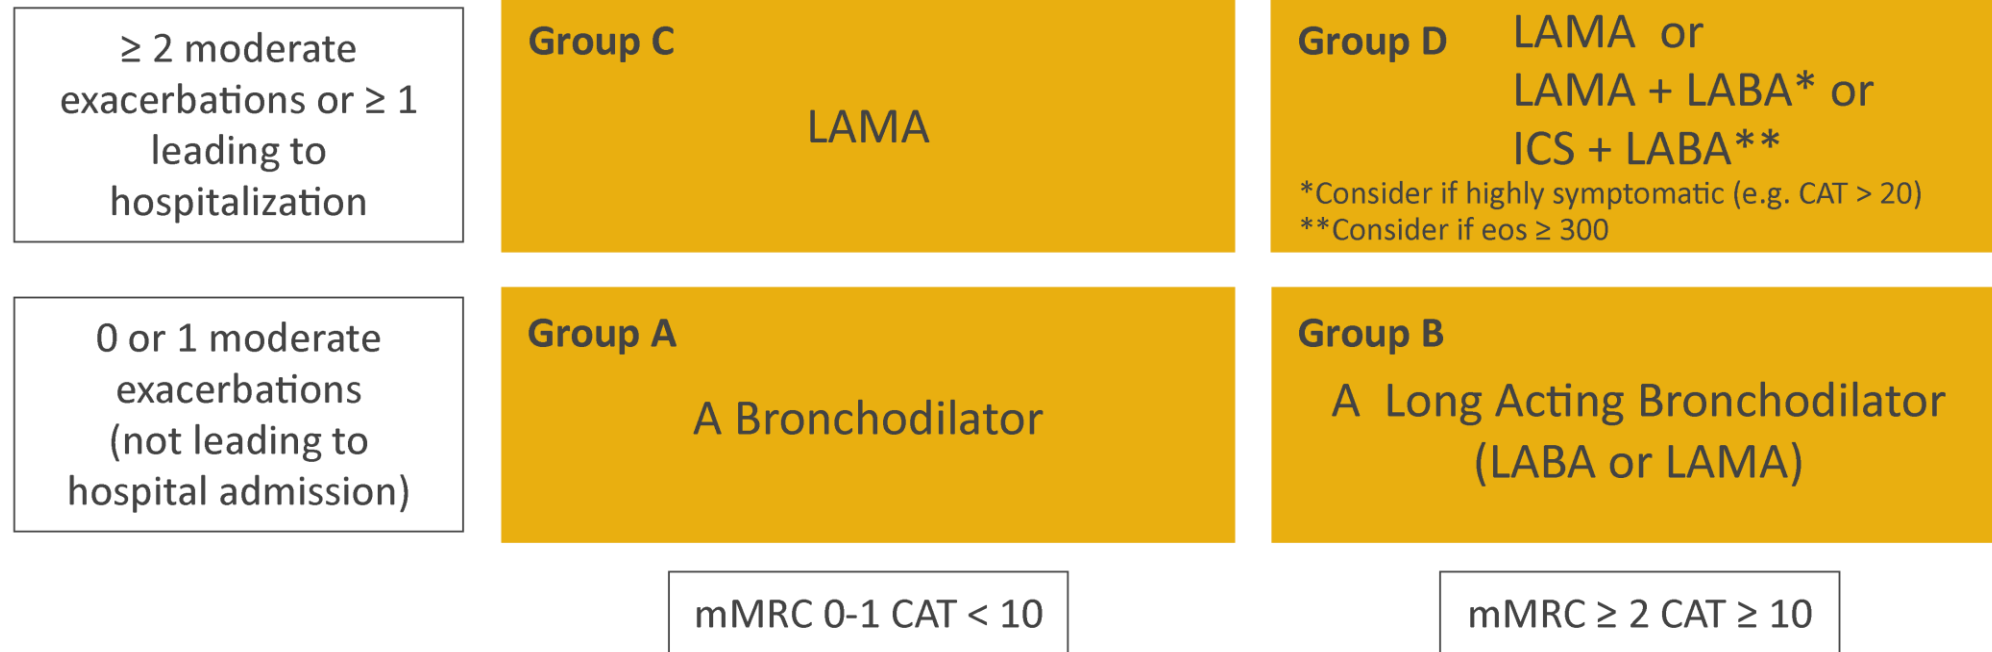 ≥ 2 moderate
exacerbations or ≥ 1
leading to
hospitalization
Group C
LAMA
Group D
LAMA or
LAMA + LABA* or
ICS + LABA**
*Consider if highly symptomatic (e.g. CAT > 20)
**Consider if eos ≥ 300
0 or 1 moderate
exacerbations
(not leading to
hospital admission)
Group A
A Bronchodilator
Group B
A Long Acting Bronchodilator
(LABA or LAMA)
mMRC 0-1 CAT < 10
mMRC ≥ 2 CAT ≥ 10